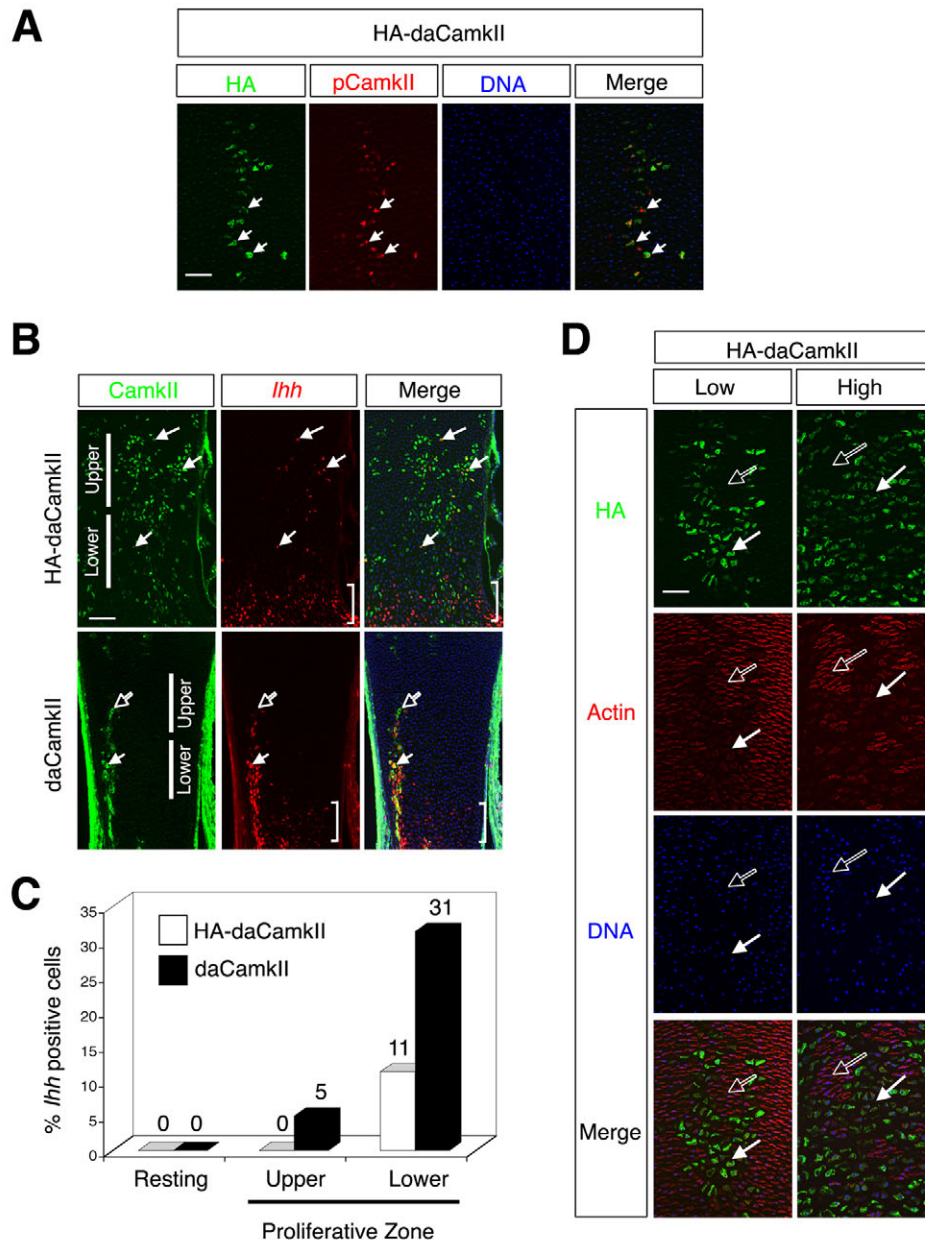 A
HA-daCamkII
HA
pCamkII
DNA
Merge
B
CamkII
Ihh
Merge
HA-daCamkII
Upper
Lower
daCamkII
Upper
Lower
C
% Ihh positive cells
35
30
25
20
15
10
5
0
HA-daCamkII
daCamkII
0
0
0
5
11
31
Resting
Upper
Lower
Proliferative Zone
D
HA-daCamkII
Low
High
HA
Actin
DNA
Merge